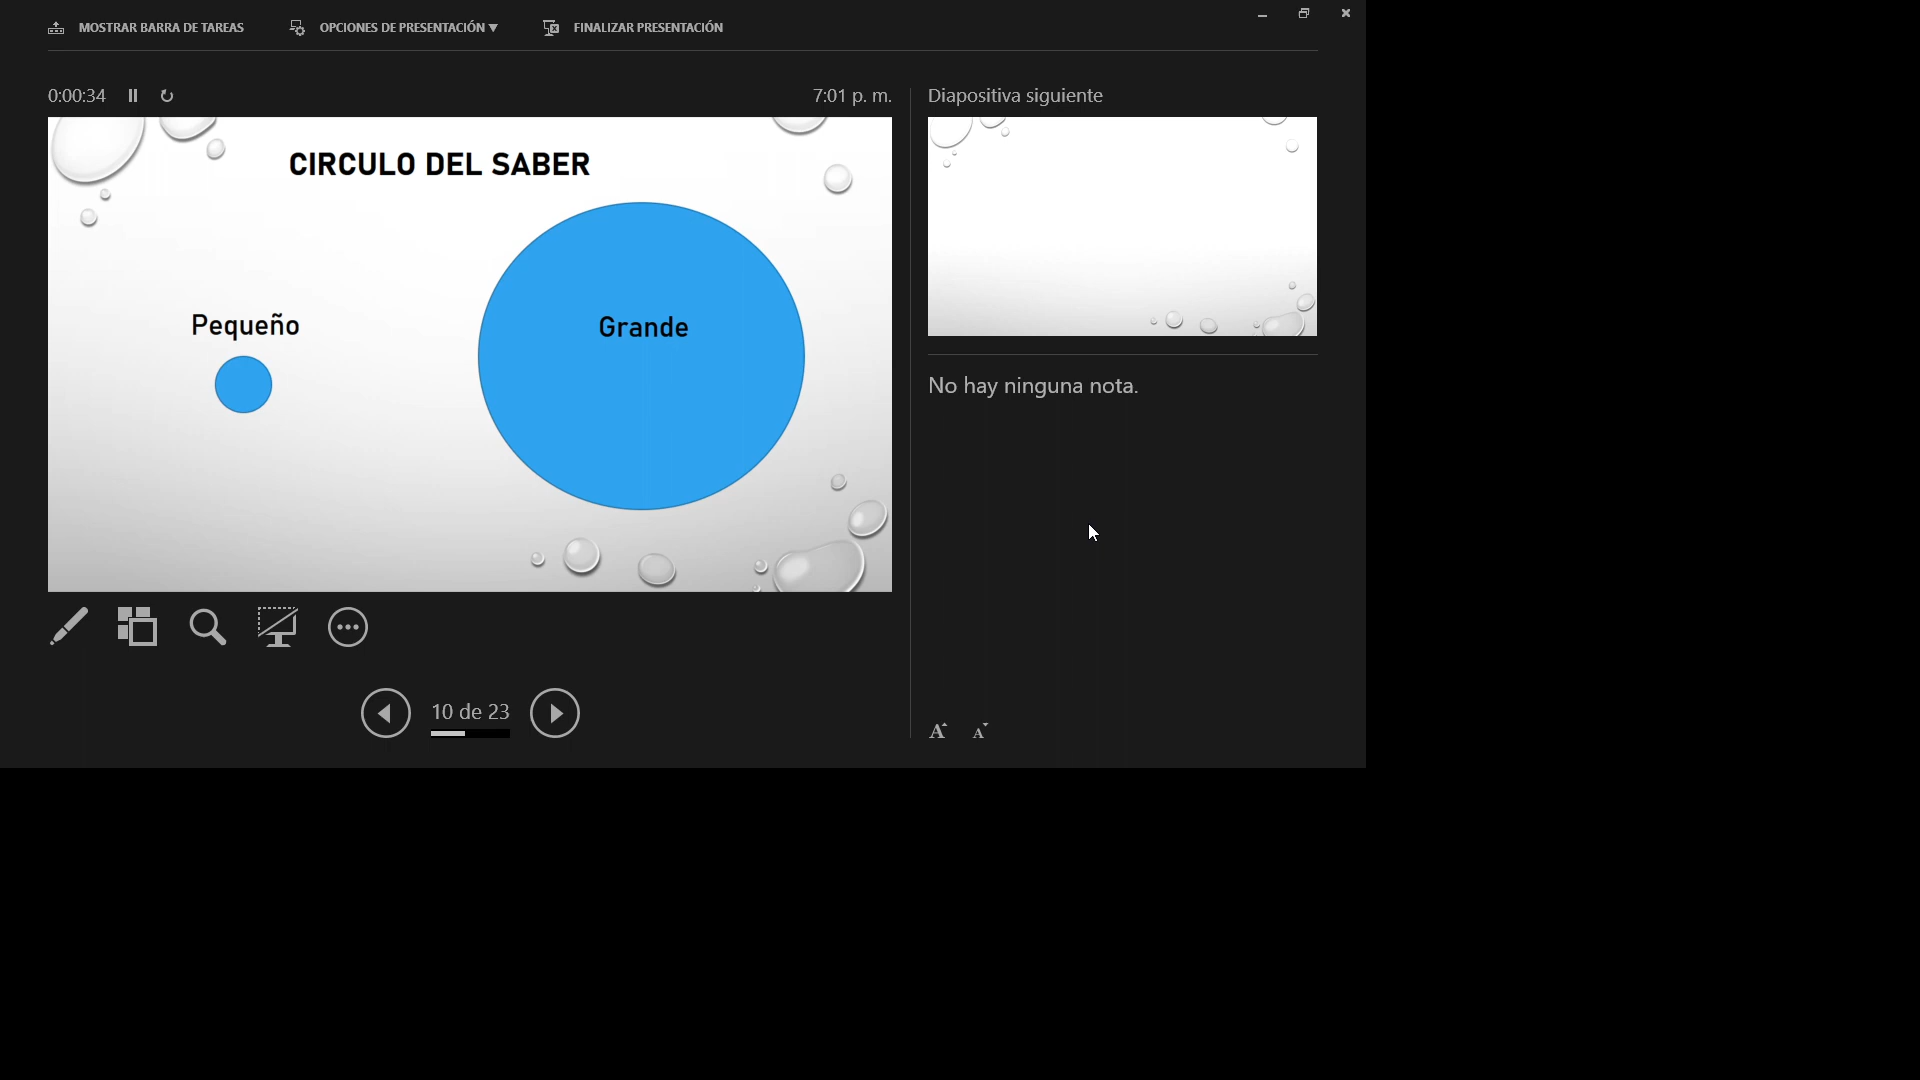 MOSTRAR BARRA DE TAREAS
OPCIONES DE PRESENTACIÓN
FINALIZAR PRESENTACIÓN
0:00:34
7:01 p. m.
Diapositiva siguiente
CIRCULO DEL SABER
Pequeño
Grande
No hay ninguna nota.
10 de 23
A A